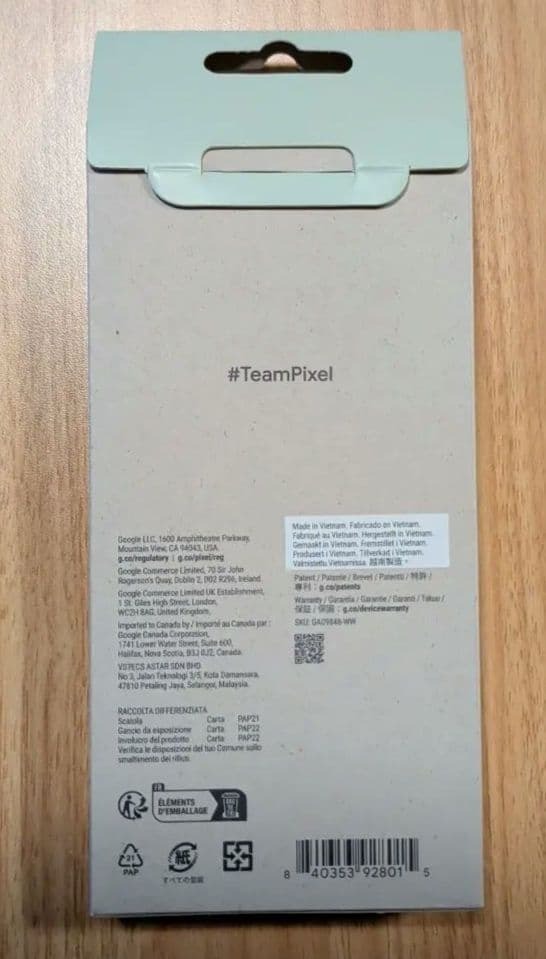 #TeamPixel
Google LLC, 1600 Amphitheatre Parkway,
Mountain View, CA 94043, USA.
g.co/regulatory | g.co/pixel/reg
Google Commerce Limited, 70 Sir John
Rogerson's Quay, Dublin 2, D02 R296, Ireland.
Google Commerce Limited UK Establishment,
1 St. Giles High Street, London,
WC2H 8AG, United Kingdom.
Imported to Canada by / Importé au Canada par :
Google Canada Corporation,
1741 Lower Water Street, Suite 600,
Halifax, Nova Scotia, B3J 0J2, Canada.
VSTECS ASTAR SDN BHD
No 3, Jalan Teknologi 3/5, Kota Damansara,
47810 Petaling Jaya, Selangor, Malaysia.
RACCOLTA DIFFERENZIATA
Scatola Carta PAP21
Gancio da esposizione Carta PAP22
Involucro del prodotto Carta PAP22
Verifica le disposizioni del tuo Comune sullo
smaltimento dei rifiuti.
Made in Vietnam. Fabricado en Vietnam.
Fabriqué au Vietnam. Hergestellt in Vietnam.
Gemaakt in Vietnam. Fremstillet i Vietnam.
Produsert i Vietnam. Tillverkad i Vietnam.
Valmistettu Vietnamissa. 越南製造。
Patent / Patente / Brevet / Patents / 特許 /
專利 : g.co/patents
Warranty / Garantía / Garantie / Garanti / Takuu /
保証 / 保固 : g.co/devicewarranty
SKU: GA09848-WW
FR
ÉLÉMENTS
D'EMBALLAGE
21
PAP
紙
すべての包装
8 40353 92801 5